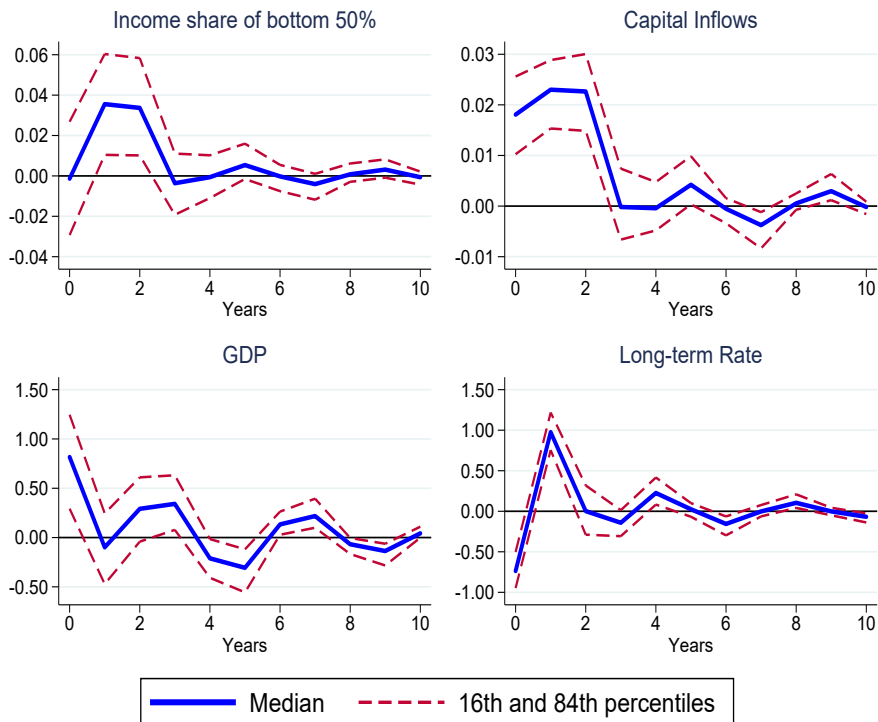 Income share of bottom 50%
0.06
0.04
0.02
0.00
-0.02
-0.04
0 2 4 6 8 10
Years
Capital Inflows
0.03
0.02
0.01
0.00
-0.01
0 2 4 6 8 10
Years
GDP
1.50
1.00
0.50
0.00
-0.50
0 2 4 6 8 10
Years
Long-term Rate
1.50
1.00
0.50
0.00
-0.50
-1.00
0 2 4 6 8 10
Years
Median 16th and 84th percentiles